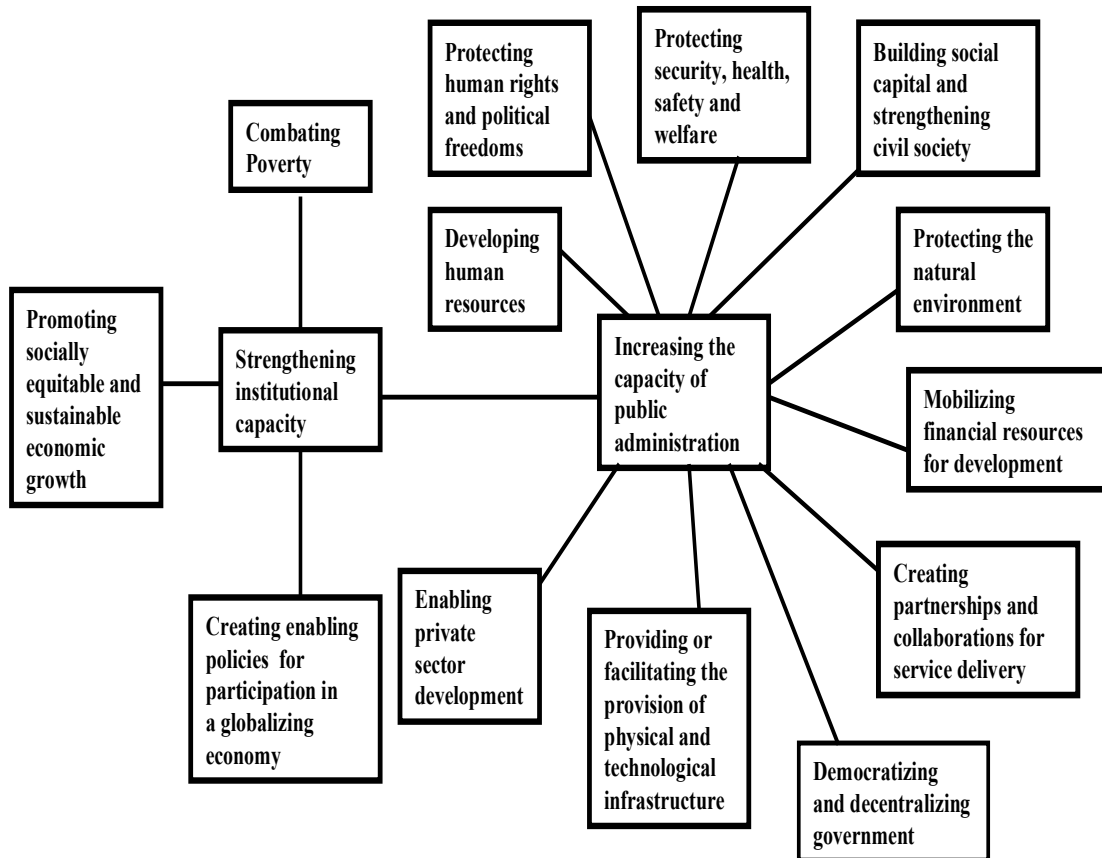 Protecting
human rights
and political
freedoms
Protecting
security, health,
safety and
welfare
Building social
capital and
strengthening
civil society
Combating
Poverty
Developing
human
resources
Protecting the
natural
environment
Promoting
socially
equitable and
sustainable
economic
growth
Strengthening
institutional
capacity
Increasing the
capacity of
public
administration
Mobilizing
financial resources
for development
Creating enabling
policies for
participation in
a globalizing
economy
Enabling
private
sector
development
Providing or
facilitating the
provision of
physical and
technological
infrastructure
Creating
partnerships and
collaborations for
service delivery
Democratizing
and decentralizing
government